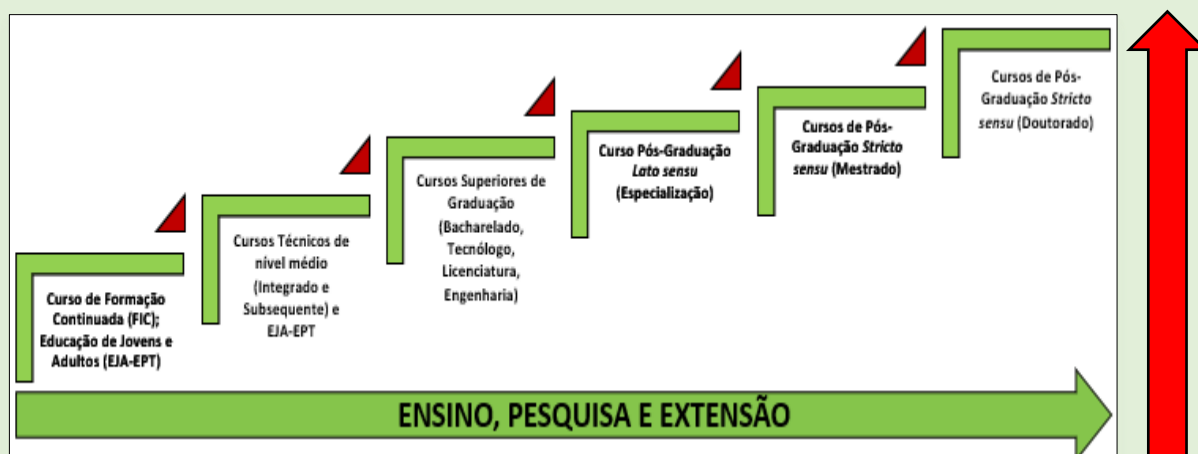 Curso de Formação
Continuada (FIC);
Educação de Jovens e
Adultos (EJA-EPT)
Cursos Técnicos de
nível médio
(Integrado e
Subsequente) e
EJA-EPT
Cursos Superiores de
Graduação
(Bacharelado,
Tecnólogo,
Licenciatura,
Engenharia)
Curso Pós-Graduação
Lato sensu
(Especialização)
Cursos de Pós-
Graduação Stricto
sensu (Mestrado)
Cursos de Pós-
Graduação Stricto
sensu (Doutorado)
ENSINO, PESQUISA E EXTENSÃO